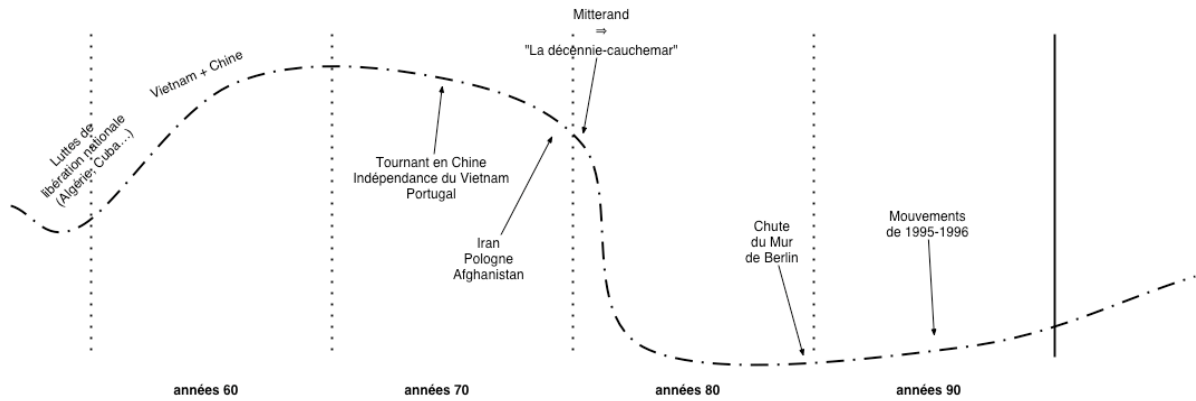 Mitterand
⇒
"La décennie-cauchemar"
Vietnam + Chine
Luttes de
libération nationale
(Algérie, Cuba…)
Tournant en Chine
Indépendance du Vietnam
Portugal
Iran
Pologne
Afghanistan
Chute
du Mur
de Berlin
Mouvements
de 1995-1996
années 60
années 70
années 80
années 90